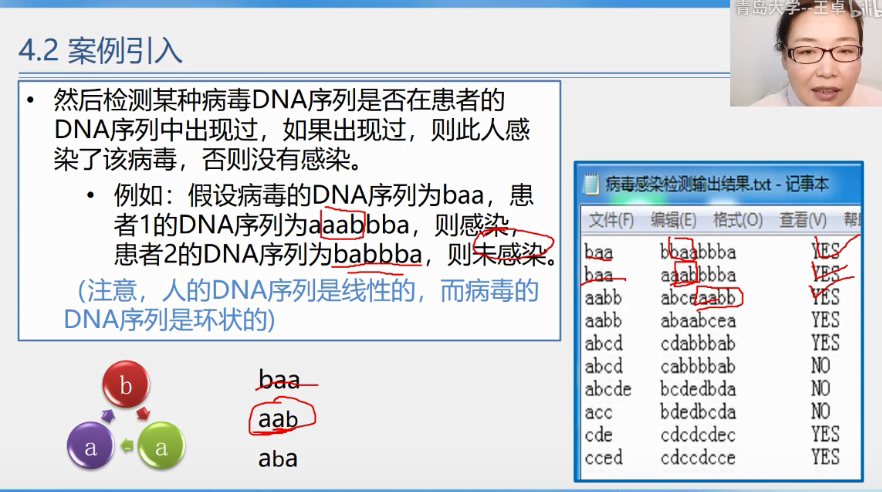 青岛大学--王卓
bilib
4.2 案例引入
• 然后检测某种病毒DNA序列是否在患者的
DNA序列中出现过，如果出现过，则此人感
染了该病毒，否则没有感染。
• 例如：假设病毒的DNA序列为baa，患
者1的DNA序列为aaabbba，则感染，
患者2的DNA序列为babbba，则未感染。
（注意，人的DNA序列是线性的，而病毒的
DNA序列是环状的)
b
a
a
baa
aab
aba
病毒感染检测输出结果.txt - 记事本
文件(F) 编辑(E) 格式(O) 查看(V) 帮
baa bbaabbba YES
baa aaabbbba YES
aabb abceaabb YES
aabb abaabcea YES
abcd cdabbbab YES
abcd cabbbbab NO
abcde bcdedbda NO
acc bdedbcda NO
cde cdcdcdec YES
cced cdccdcce YES